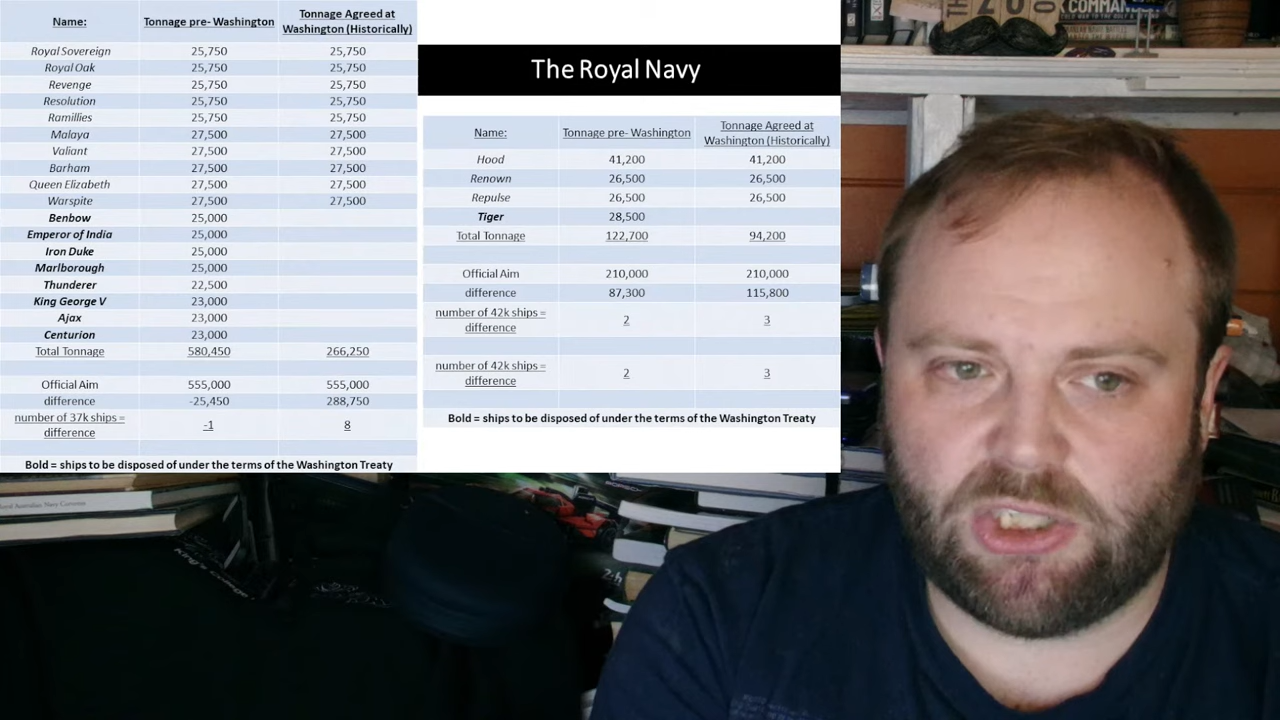 Name: Tonnage pre- Washington Tonnage Agreed at Washington (Historically)
Royal Sovereign 25,750 25,750
Royal Oak 25,750 25,750
Revenge 25,750 25,750
Resolution 25,750 25,750
Ramillies 25,750 25,750
Malaya 27,500 27,500
Valiant 27,500 27,500
Barham 27,500 27,500
Queen Elizabeth 27,500 27,500
Warspite 27,500 27,500
Benbow 25,000
Emperor of India 25,000
Iron Duke 25,000
Marlborough 25,000
Thunderer 22,500
King George V 23,000
Ajax 23,000
Centurion 23,000
Total Tonnage 580,450 266,250
Official Aim 555,000 555,000
difference -25,450 288,750
number of 37k ships = difference -1 8
Bold = ships to be disposed of under the terms of the Washington Treaty
The Royal Navy
Name: Tonnage pre- Washington Tonnage Agreed at Washington (Historically)
Hood 41,200 41,200
Renown 26,500 26,500
Repulse 26,500 26,500
Tiger 28,500
Total Tonnage 122,700 94,200
Official Aim 210,000 210,000
difference 87,300 115,800
number of 42k ships = difference 2 3
number of 42k ships = difference 2 3
Bold = ships to be disposed of under the terms of the Washington Treaty
COMMAND